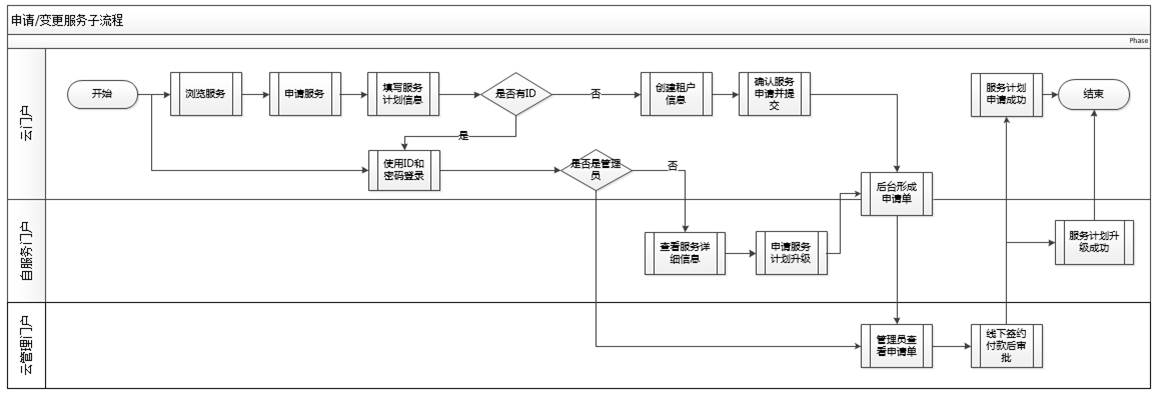 申请/变更服务子流程
Phase
云门户
开始
浏览服务
申请服务
填写服务
计划信息
是否有ID
否
创建租户
信息
确认服务
申请并提
交
服务计划
申请成功
结束
是
使用ID和
密码登录
是否是管理
员
否
后台形成
申请单
自服务门户
查看服务详
细信息
申请服务
计划升级
服务计划升
级成功
云管理门户
管理员查
看申请单
线下签约
付款后审
批